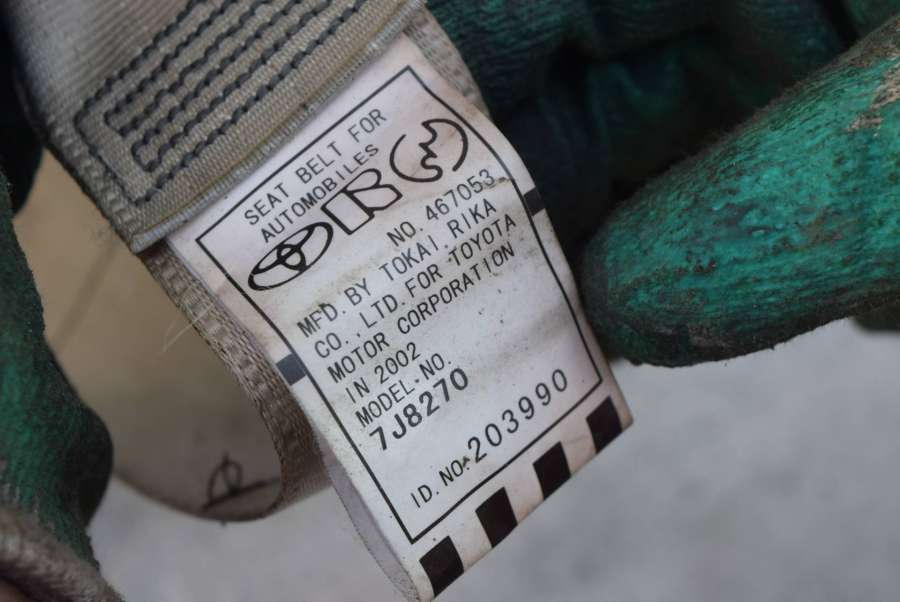 SEAT BELT FOR
AUTOMOBILES
NO. 467053
MFD. BY TOKAI RIKA
CO., LTD. FOR TOYOTA
MOTOR CORPORATION
IN 2002
MODEL NO.
7J8270
ID. NO. 203990